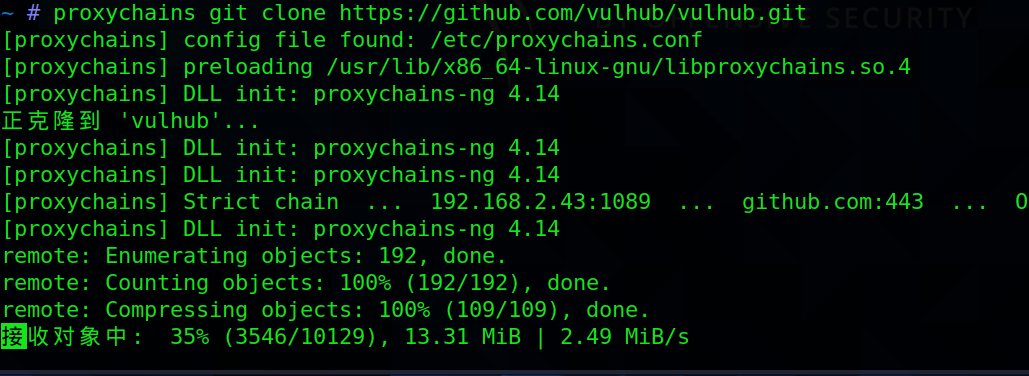 ~ # proxychains git clone https://github.com/vulhub/vulhub.git
[proxychains] config file found: /etc/proxychains.conf
[proxychains] preloading /usr/lib/x86_64-linux-gnu/libproxychains.so.4
[proxychains] DLL init: proxychains-ng 4.14
正克隆到 'vulhub'...
[proxychains] DLL init: proxychains-ng 4.14
[proxychains] DLL init: proxychains-ng 4.14
[proxychains] Strict chain ... 192.168.2.43:1089 ... github.com:443 ... O
[proxychains] DLL init: proxychains-ng 4.14
remote: Enumerating objects: 192, done.
remote: Counting objects: 100% (192/192), done.
remote: Compressing objects: 100% (109/109), done.
接收对象中: 35% (3546/10129), 13.31 MiB | 2.49 MiB/s